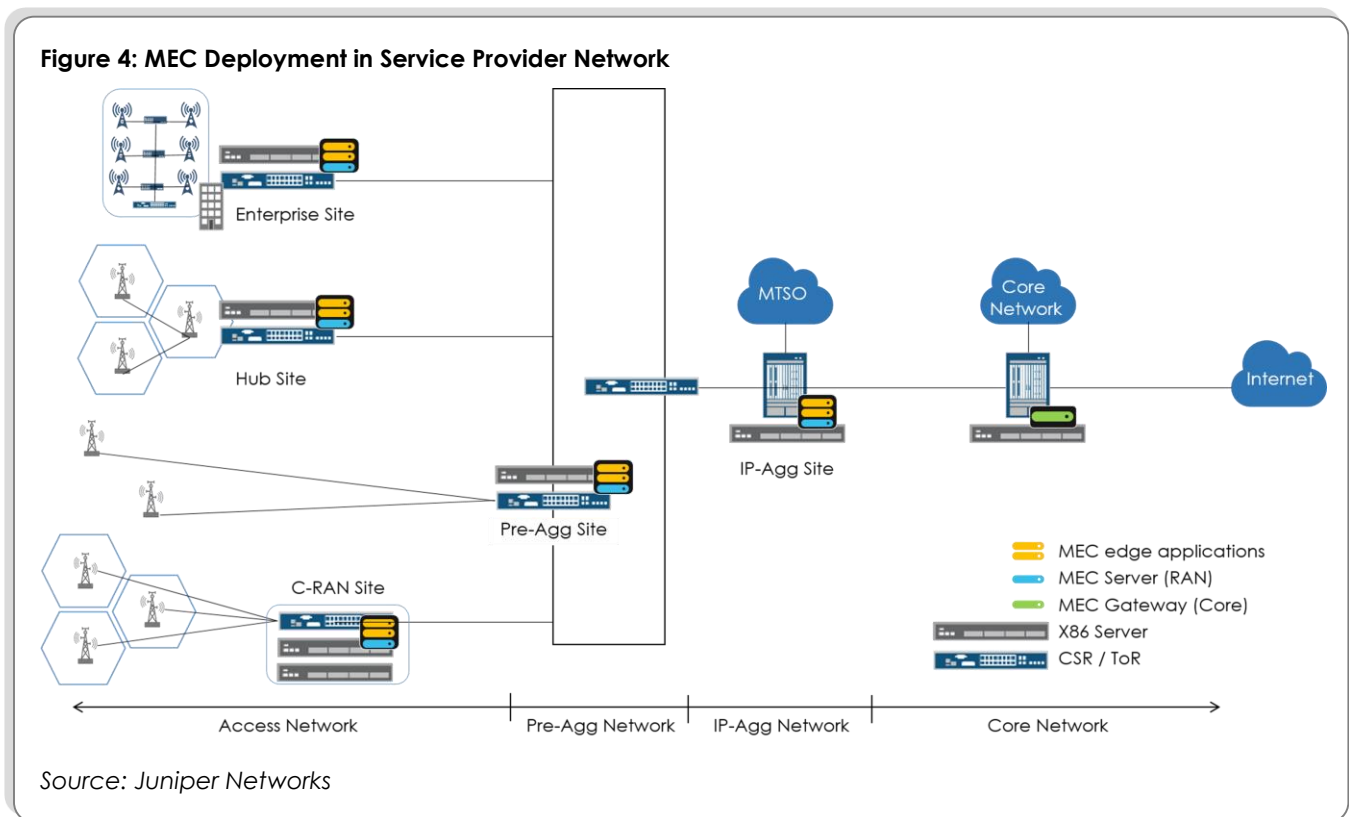 Figure 4: MEC Deployment in Service Provider Network
Enterprise Site
Hub Site
MTSO
Core
Network
Internet
IP-Agg Site
Pre-Agg Site
C-RAN Site
MEC edge applications
MEC Server (RAN)
MEC Gateway (Core)
X86 Server
CSR / ToR
Access Network
Pre-Agg Network
IP-Agg Network
Core Network
Source: Juniper Networks